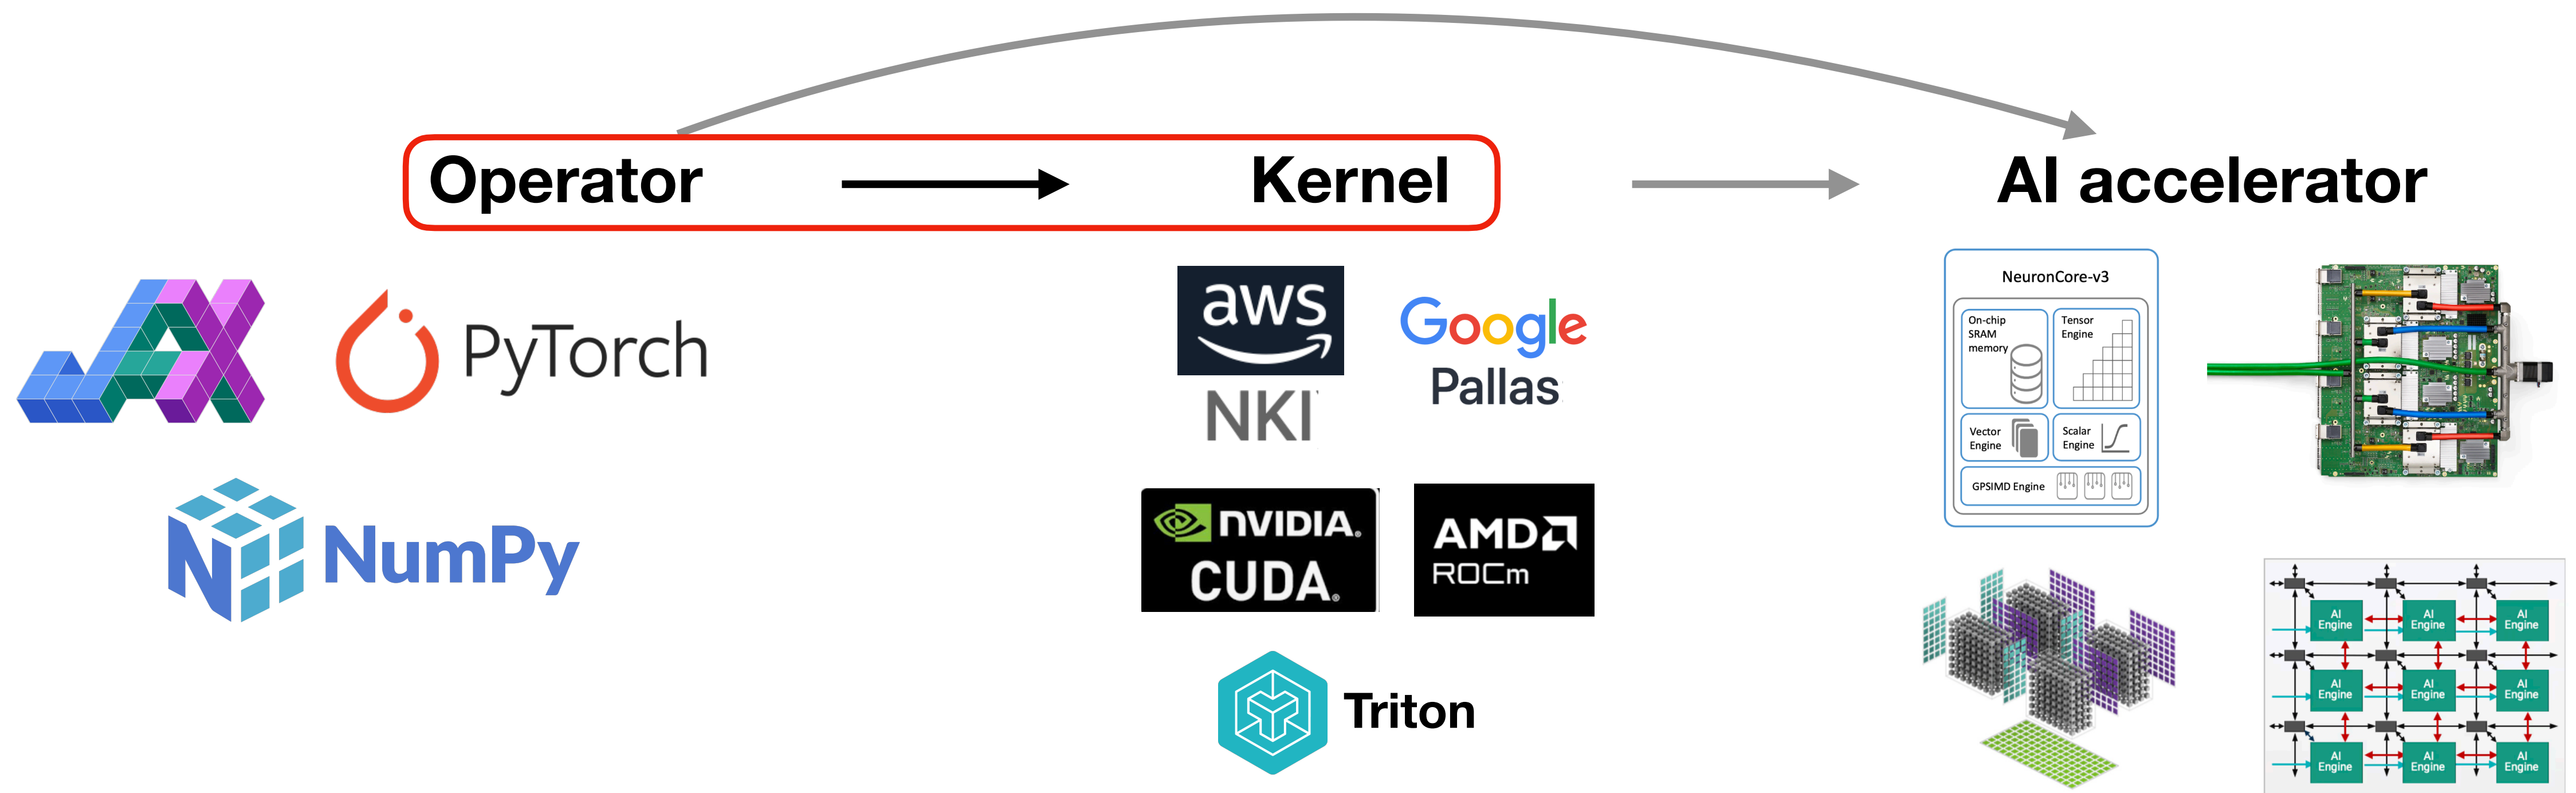 Operator
Kernel
AI accelerator
JAX
PyTorch
NumPy
aws
NKI
Google
Pallas
NVIDIA.
CUDA.
AMD
ROCm
Triton
NeuronCore-v3
On-chip
SRAM
memory
Tensor
Engine
Vector
Engine
Scalar
Engine
GPSIMD Engine
AI
Engine
AI
Engine
AI
Engine
AI
Engine
AI
Engine
AI
Engine
AI
Engine
AI
Engine
AI
Engine